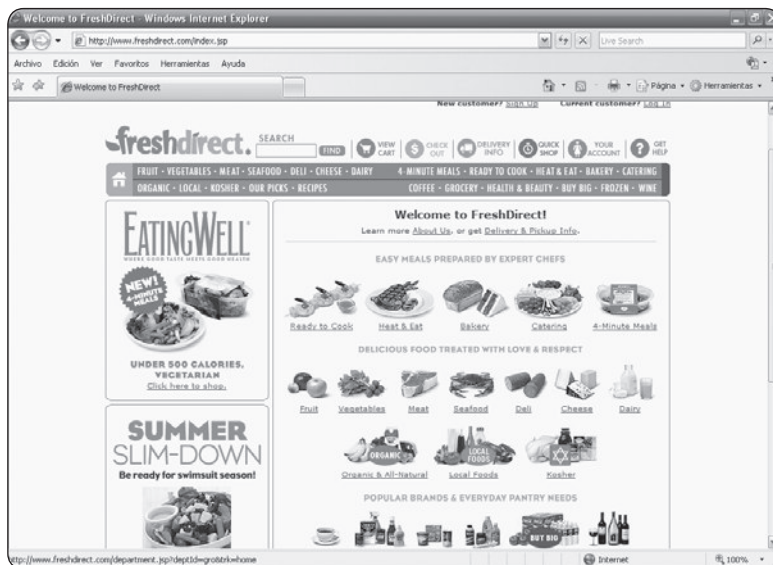 Welcome to FreshDirect - Windows Internet Explorer
http://www.freshdirect.com/index.jsp
Live Search
Archivo Edición Ver Favoritos Herramientas Ayuda
Welcome to FreshDirect
Página
Herramientas
New customer? Sign Up Current customer? Log In
freshdirect.
SEARCH
FIND
VIEW CART
CHECK OUT
DELIVERY INFO
QUICK SHOP
YOUR ACCOUNT
GET HELP
FRUIT · VEGETABLES · MEAT · SEAFOOD · DELI · CHEESE · DAIRY 4-MINUTE MEALS · READY TO COOK · HEAT & EAT · BAKERY · CATERING
ORGANIC · LOCAL · KOSHER · OUR PICKS · RECIPES COFFEE · GROCERY · HEALTH & BEAUTY · BUY BIG · FROZEN · WINE
EATINGWELL
WHERE GOOD TASTE MEETS GOOD HEALTH
NEW!
4-MINUTE
MEALS
UNDER 500 CALORIES,
VEGETARIAN
Click here to shop.
SUMMER
SLIM-DOWN
Be ready for swimsuit season!
Welcome to FreshDirect!
Learn more About Us, or get Delivery & Pickup Info.
EASY MEALS PREPARED BY EXPERT CHEFS
Ready to Cook Heat & Eat Bakery Catering 4-Minute Meals
DELICIOUS FOOD TREATED WITH LOVE & RESPECT
Fruit Vegetables Meat Seafood Deli Cheese Dairy
ORGANIC
LOCAL
FOODS
Organic & All-Natural Local Foods Kosher
POPULAR BRANDS & EVERYDAY PANTRY NEEDS
BUY BIG
http://www.freshdirect.com/department.jsp?deptId=gro&trk=home
Internet
100%